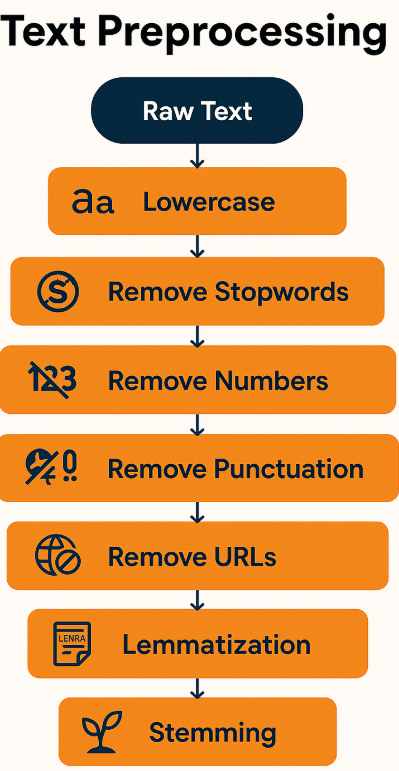 Text Preprocessing
Raw Text
aa Lowercase
S Remove Stopwords
123 Remove Numbers
Remove Punctuation
Remove URLs
LENRA Lemmatization
Stemming